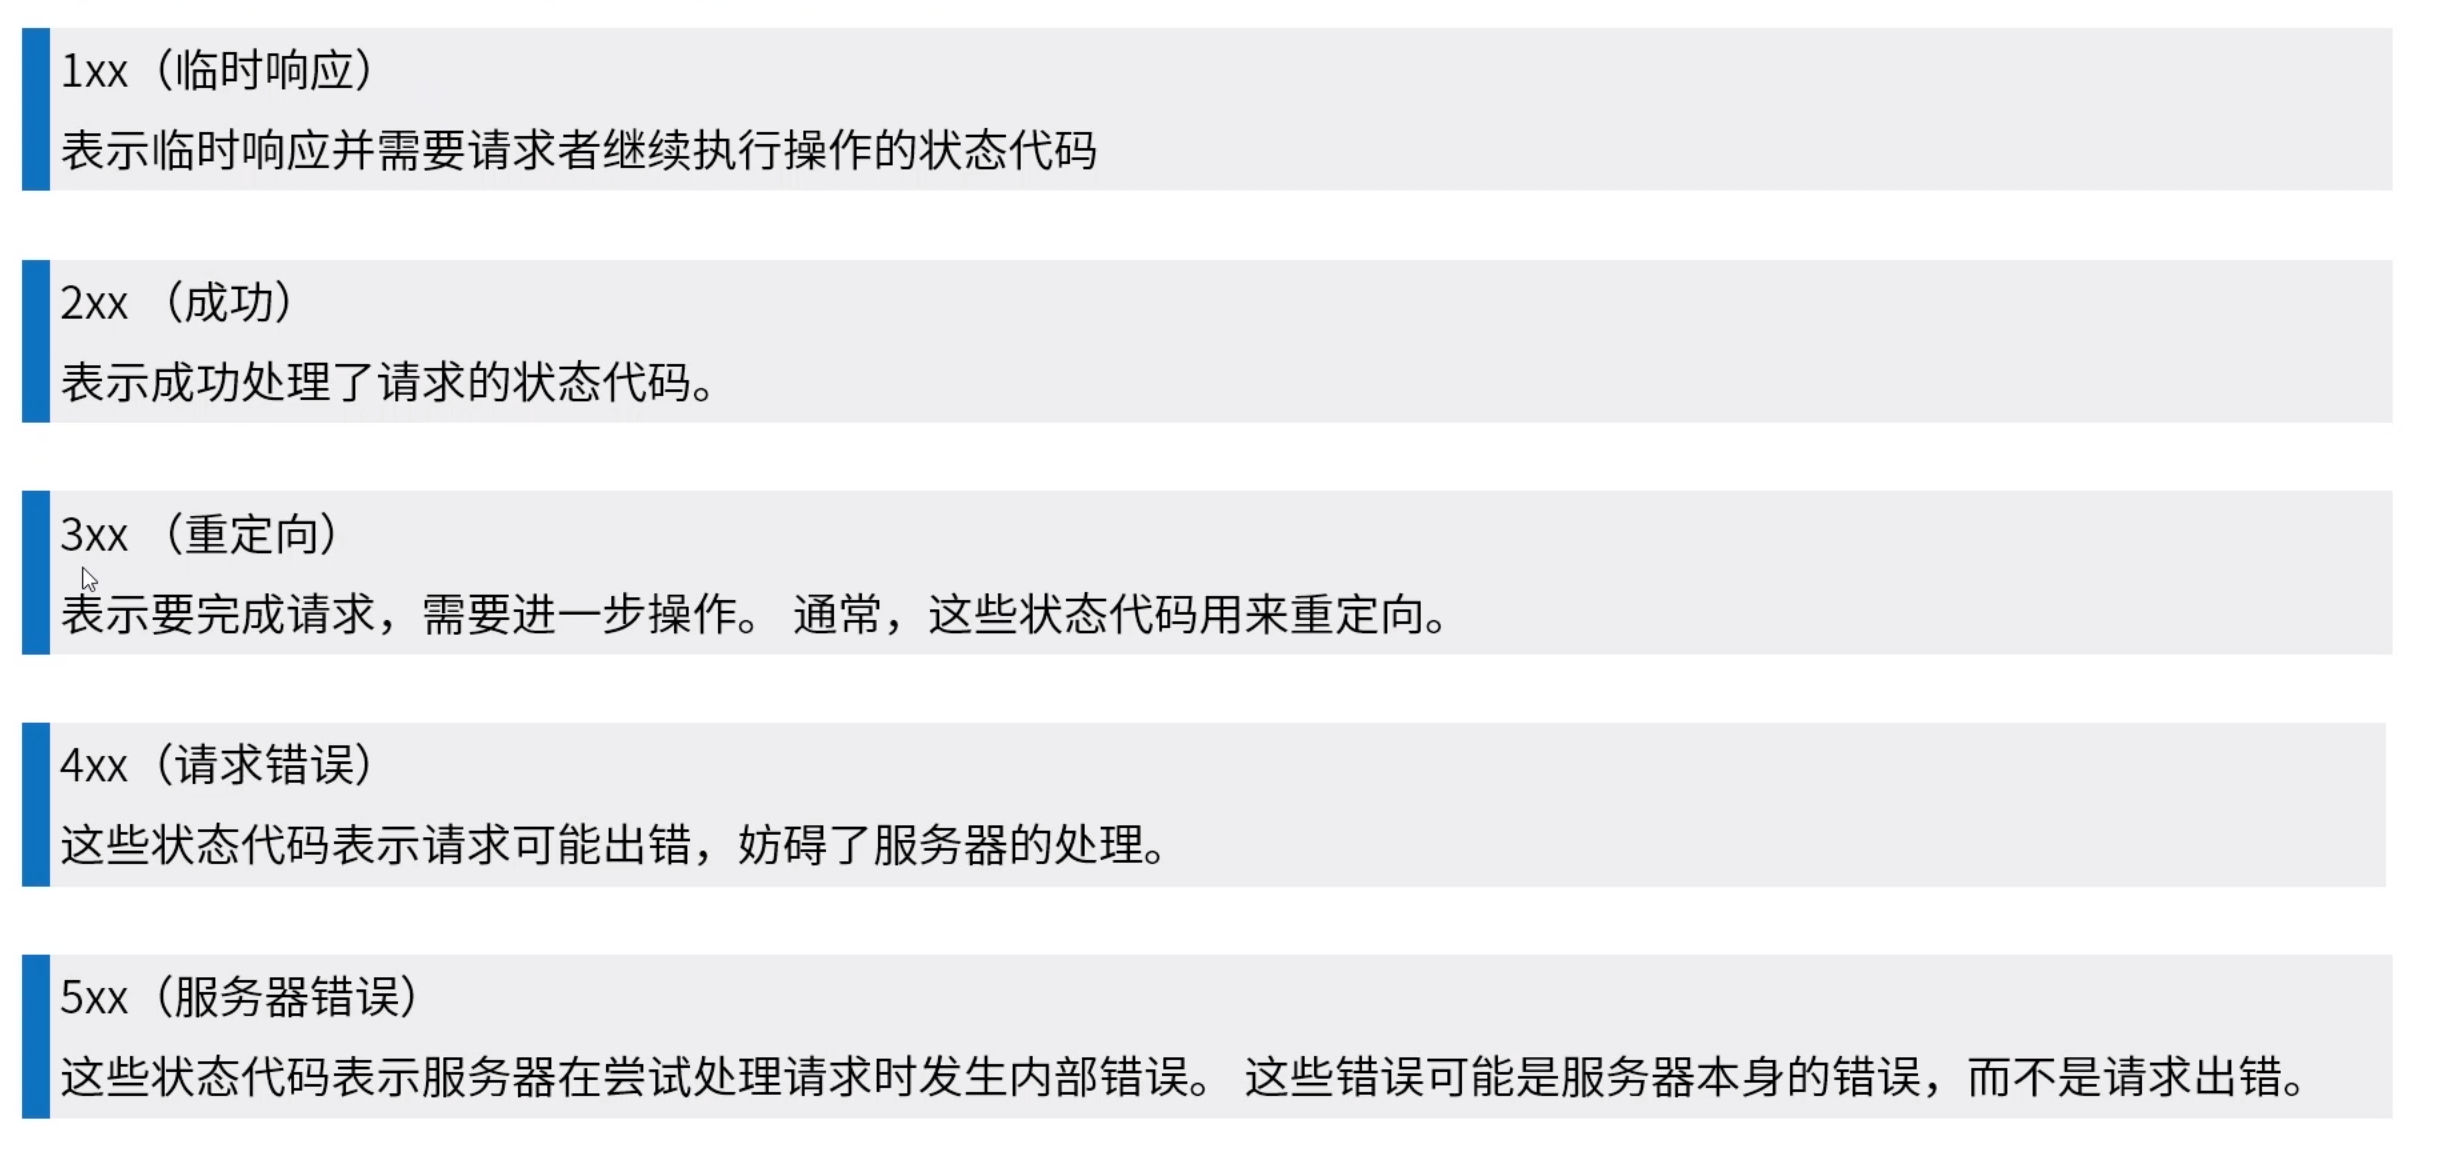 1xx（临时响应）
表示临时响应并需要请求者继续执行操作的状态代码
2xx （成功）
表示成功处理了请求的状态代码。
3xx （重定向）
表示要完成请求，需要进一步操作。 通常，这些状态代码用来重定向。
4xx（请求错误）
这些状态代码表示请求可能出错，妨碍了服务器的处理。
5xx（服务器错误）
这些状态代码表示服务器在尝试处理请求时发生内部错误。 这些错误可能是服务器本身的错误，而不是请求出错。